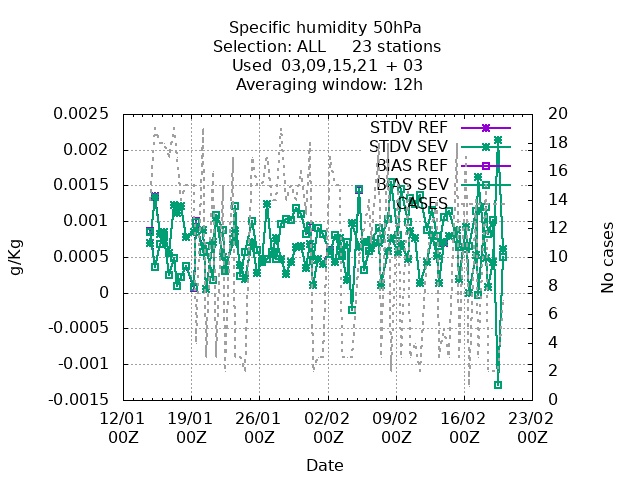 Specific humidity 50hPa
Selection: ALL 23 stations
Used 03,09,15,21 + 03
Averaging window: 12h
0.0025
0.002
0.0015
0.001
0.0005
0
-0.0005
-0.001
-0.0015
g/Kg
STDV REF
STDV SEV
BIAS REF
BIAS SEV
CASES
20
18
16
14
12
10
8
6
4
2
0
No cases
12/01 19/01 26/01 02/02 09/02 16/02 23/02
00Z 00Z 00Z 00Z 00Z 00Z 00Z
Date